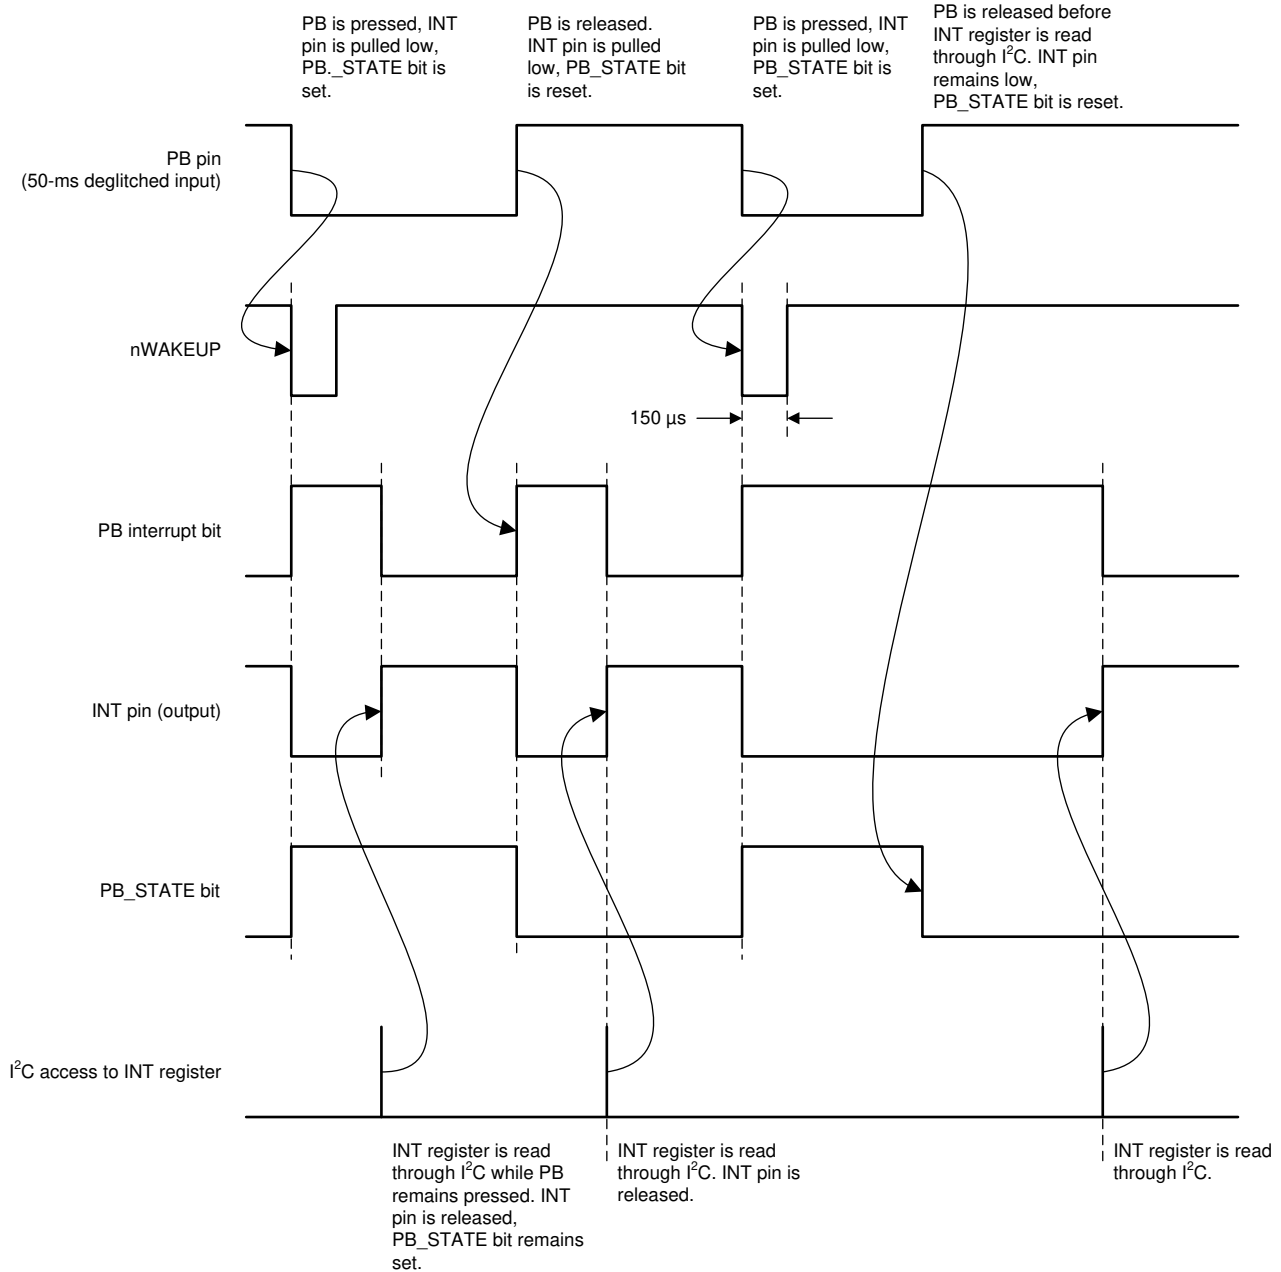 PB is pressed, INT
pin is pulled low,
PB._STATE bit is
set.
PB is released.
INT pin is pulled
low, PB_STATE bit
is reset.
PB is pressed, INT
pin is pulled low,
PB_STATE bit is
set.
PB is released before
INT register is read
through I²C. INT pin
remains low,
PB_STATE bit is reset.
PB pin
(50-ms deglitched input)
nWAKEUP
150 µs
PB interrupt bit
INT pin (output)
PB_STATE bit
I²C access to INT register
INT register is read
through I²C while PB
remains pressed. INT
pin is released,
PB_STATE bit remains
set.
INT register is read
through I²C. INT pin is
released.
INT register is read
through I²C.